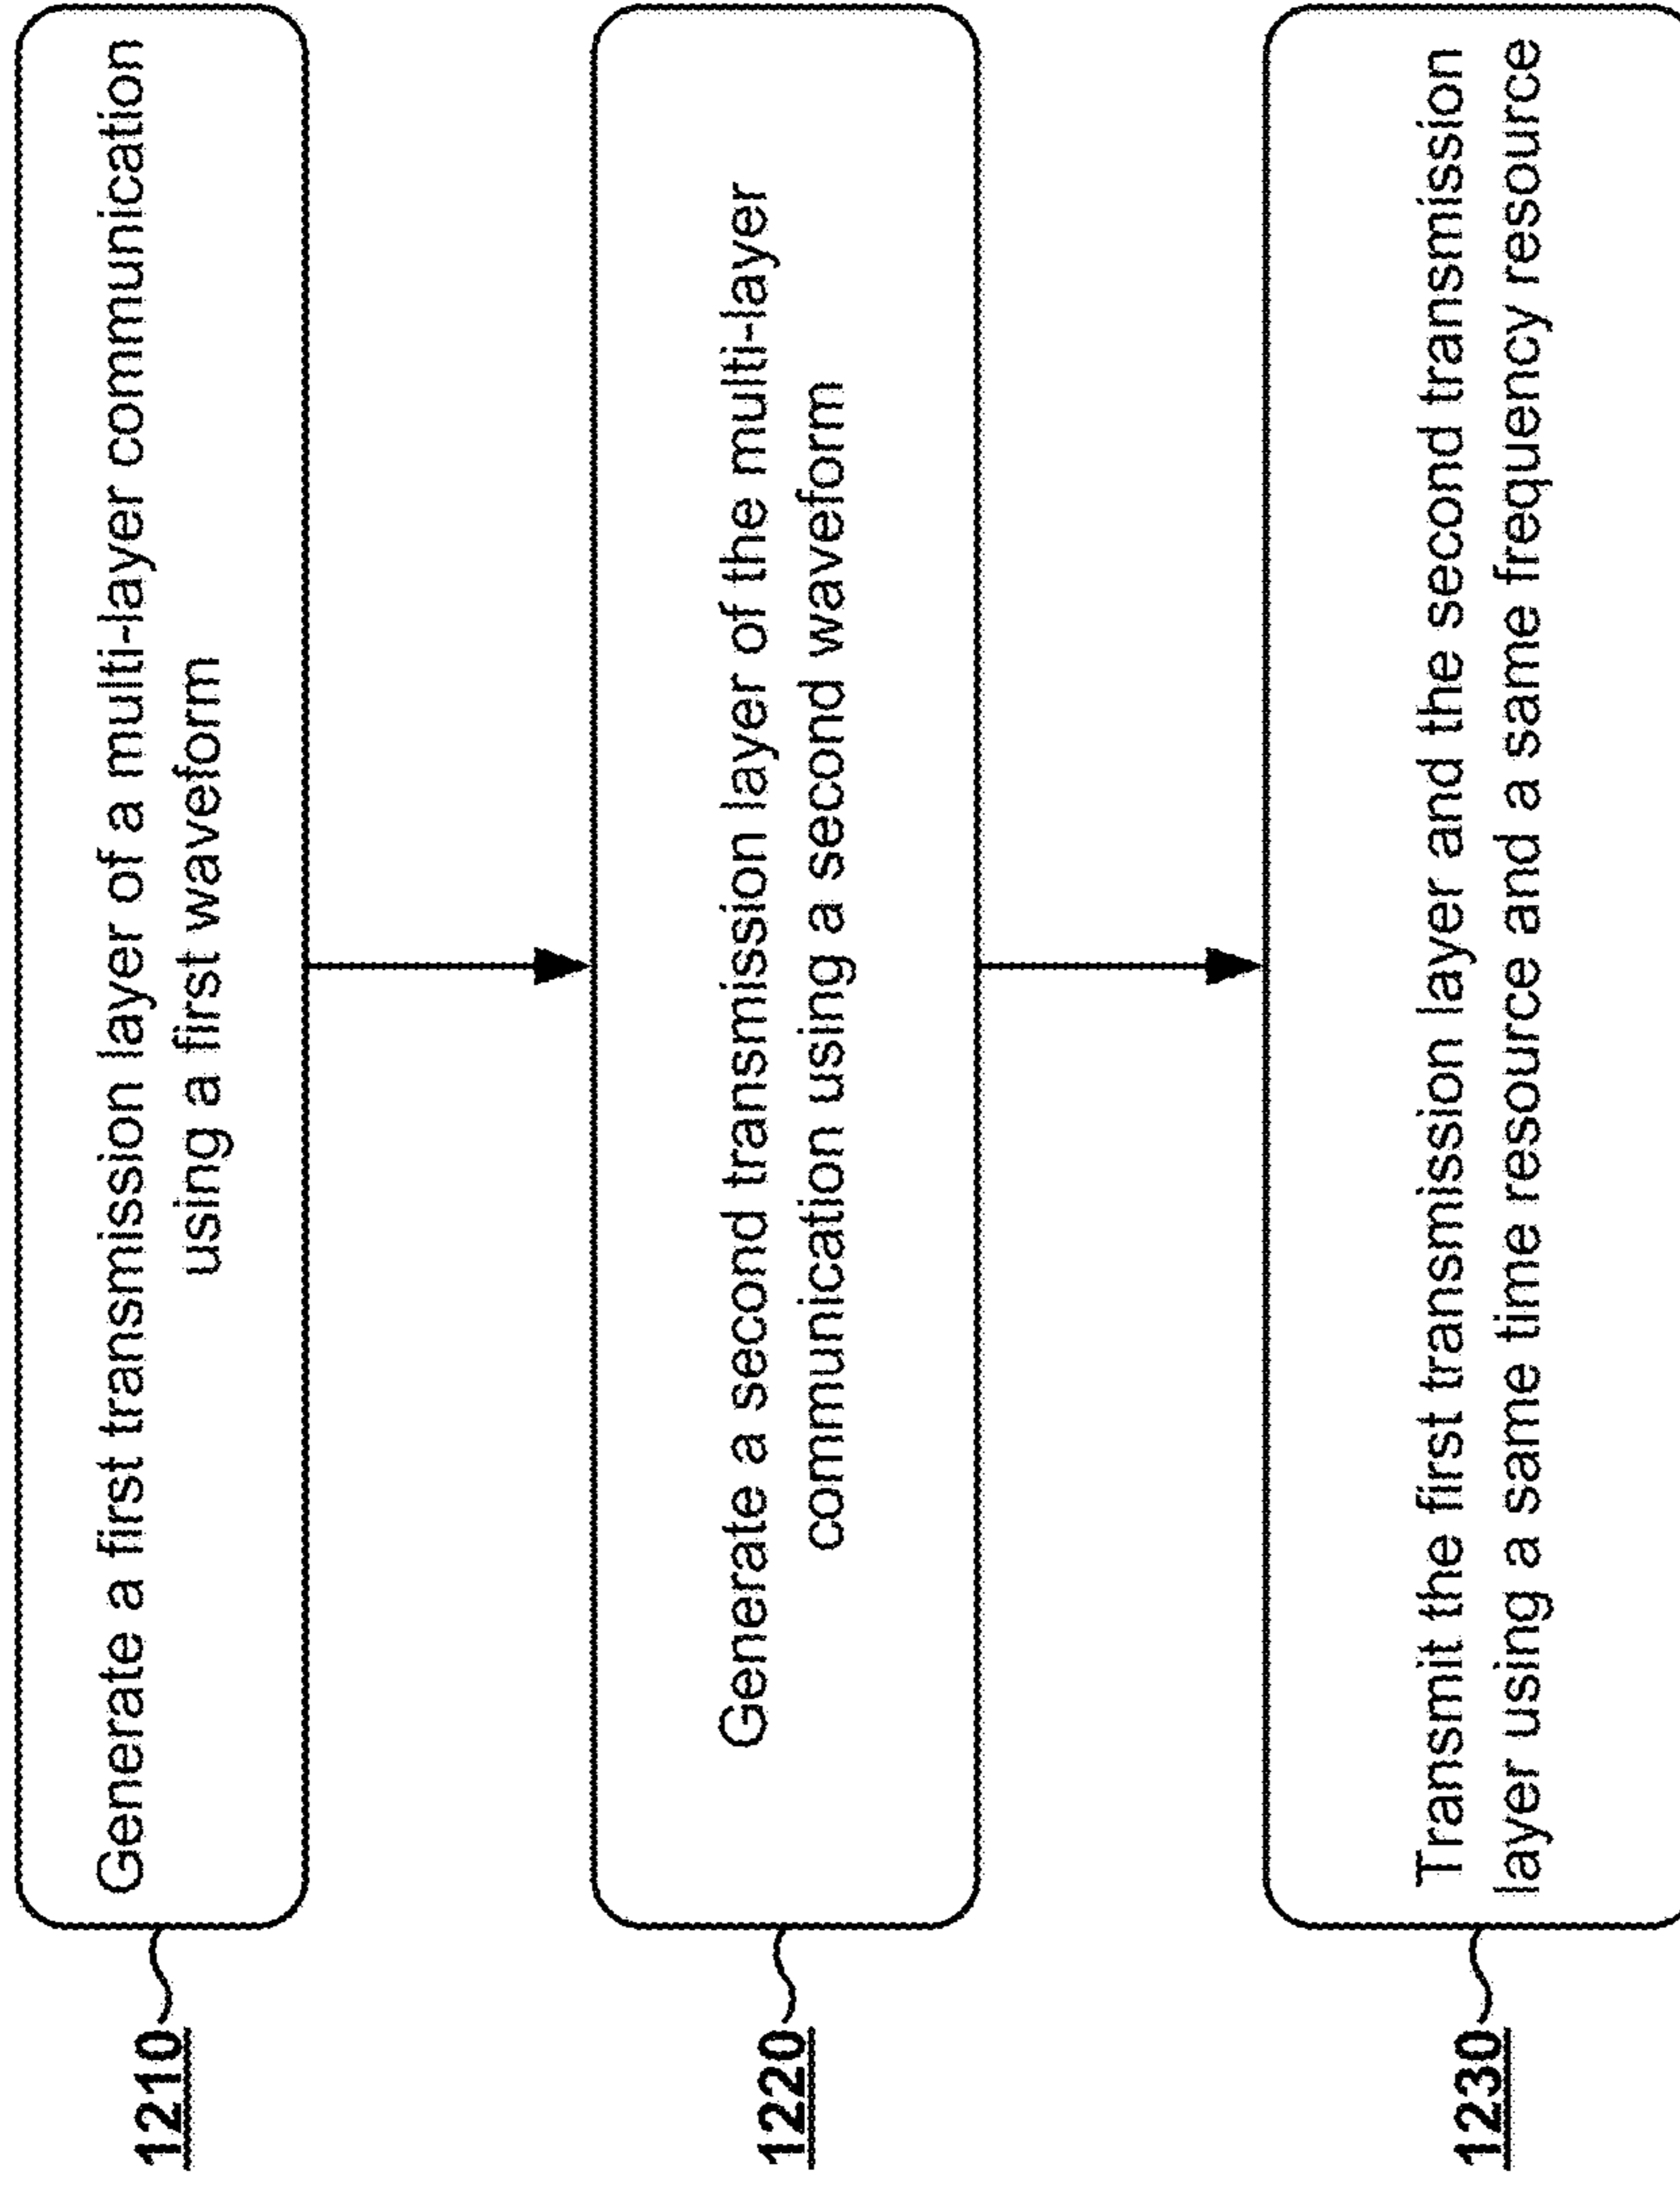 1210
Generate a first transmission layer of a multi-layer communication
using a first waveform
1220
Generate a second transmission layer of the multi-layer
communication using a second waveform
1230
Transmit the first transmission layer and the second transmission
layer using a same time resource and a same frequency resource